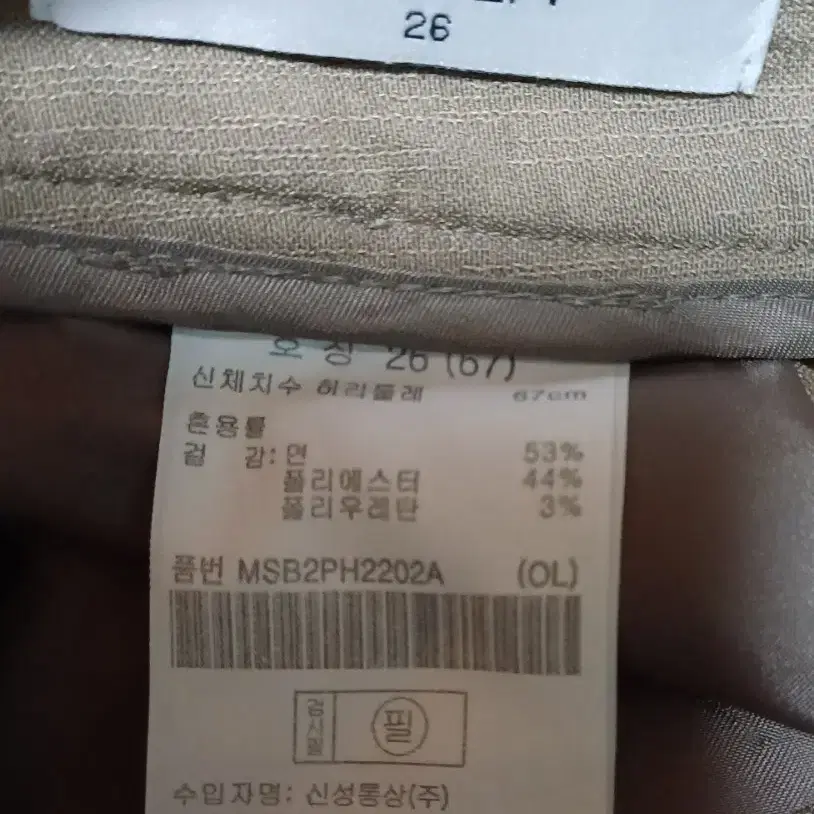 26
호 칭 26 (67)
신체치수 허리둘레 67cm
혼용률
겉 감: 면 53%
폴리에스터 44%
폴리우레탄 3%
품번 MSB2PH2202A (OL)
검사필 필
수입자명: 신성통상(주)